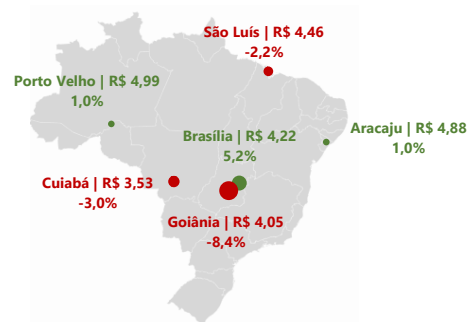 São Luís | R$ 4,46
-2,2%
Porto Velho | R$ 4,99
1,0%
Brasília | R$ 4,22
5,2%
Aracaju | R$ 4,88
1,0%
Cuiabá | R$ 3,53
-3,0%
Goiânia | R$ 4,05
-8,4%